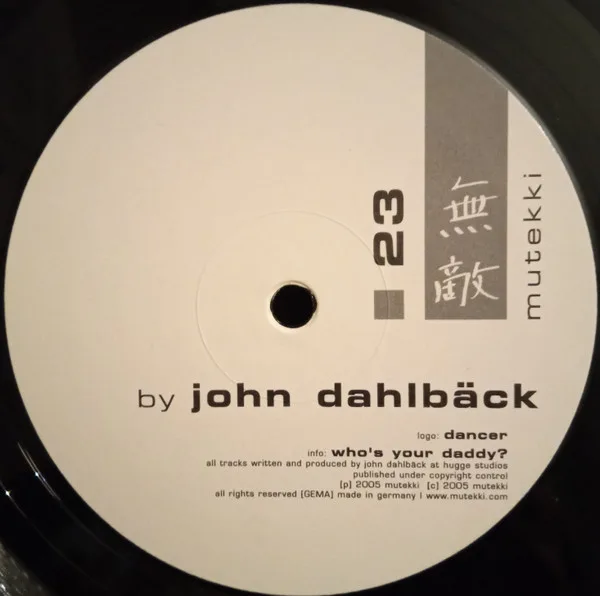 23
無敵
mutekki
by john dahlbäck
logo: dancer
info: who's your daddy?
all tracks written and produced by john dahlbäck at hugge studios
published under copyright control
[p] 2005 mutekki [c] 2005 mutekki
all rights reserved [GEMA] made in germany | www.mutekki.com